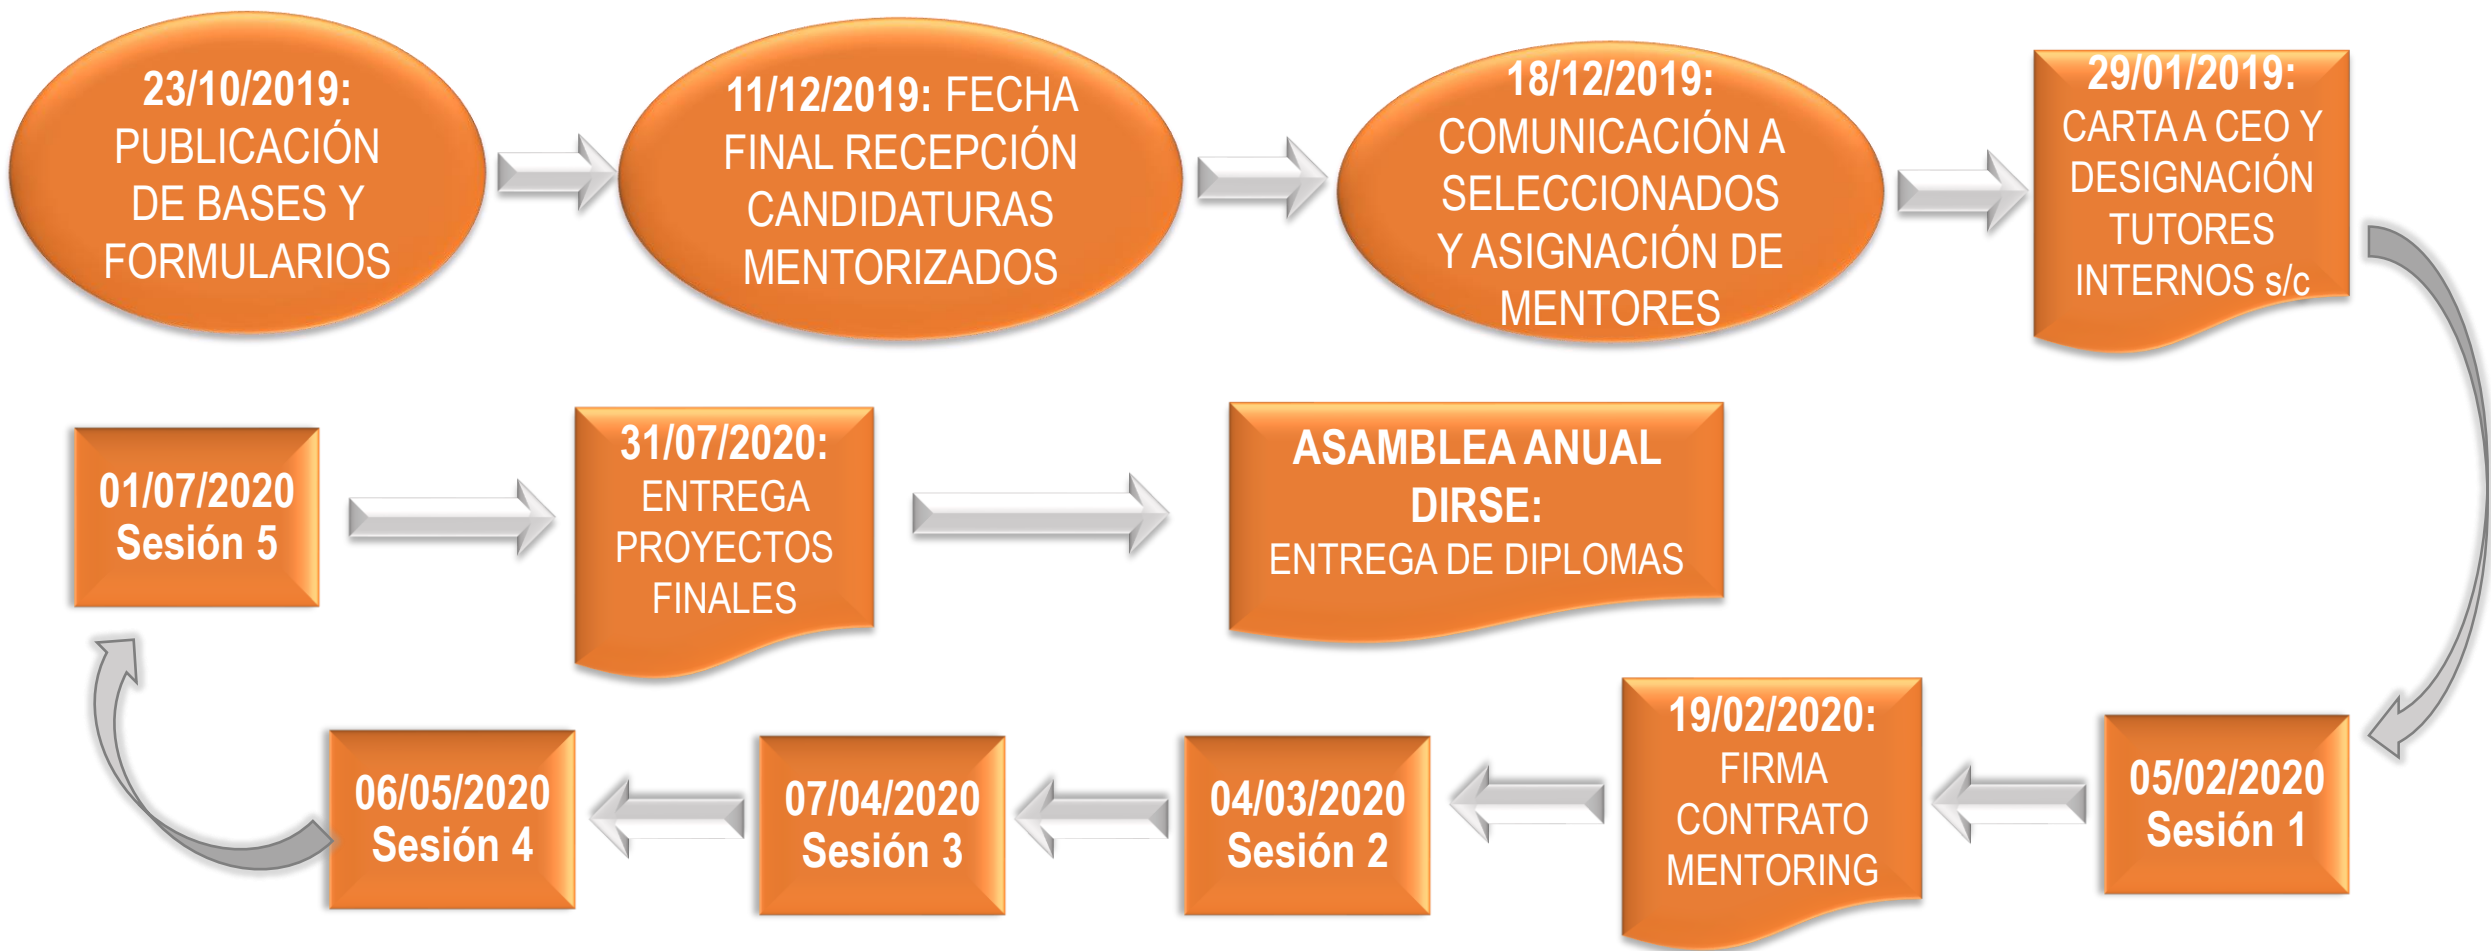 23/10/2019:
PUBLICACIÓN
DE BASES Y
FORMULARIOS
11/12/2019: FECHA
FINAL RECEPCIÓN
CANDIDATURAS
MENTORIZADOS
18/12/2019:
COMUNICACIÓN A
SELECCIONADOS
Y ASIGNACIÓN DE
MENTORES
29/01/2019:
CARTA A CEO Y
DESIGNACIÓN
TUTORES
INTERNOS s/c
05/02/2020
Sesión 1
19/02/2020:
FIRMA
CONTRATO
MENTORING
04/03/2020
Sesión 2
07/04/2020
Sesión 3
06/05/2020
Sesión 4
01/07/2020
Sesión 5
31/07/2020:
ENTREGA
PROYECTOS
FINALES
ASAMBLEA ANUAL
DIRSE:
ENTREGA DE DIPLOMAS